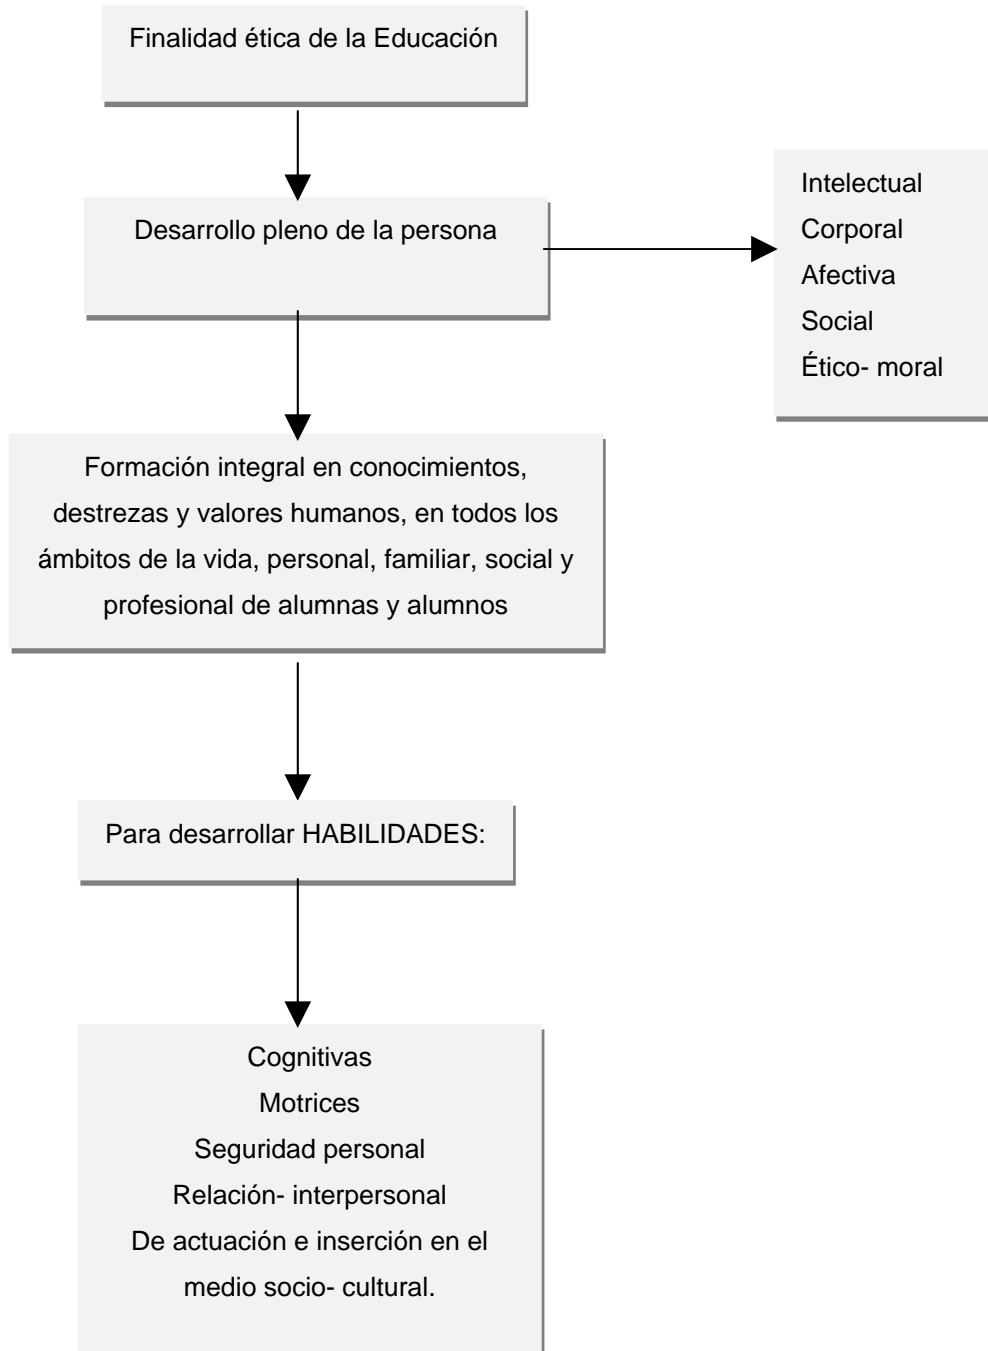 Finalidad ética de la Educación
Desarrollo pleno de la persona
Intelectual
Corporal
Afectiva
Social
Ético- moral
Formación integral en conocimientos,
destrezas y valores humanos, en todos los
ámbitos de la vida, personal, familiar, social y
profesional de alumnas y alumnos
Para desarrollar HABILIDADES:
Cognitivas
Motrices
Seguridad personal
Relación- interpersonal
De actuación e inserción en el
medio socio- cultural.